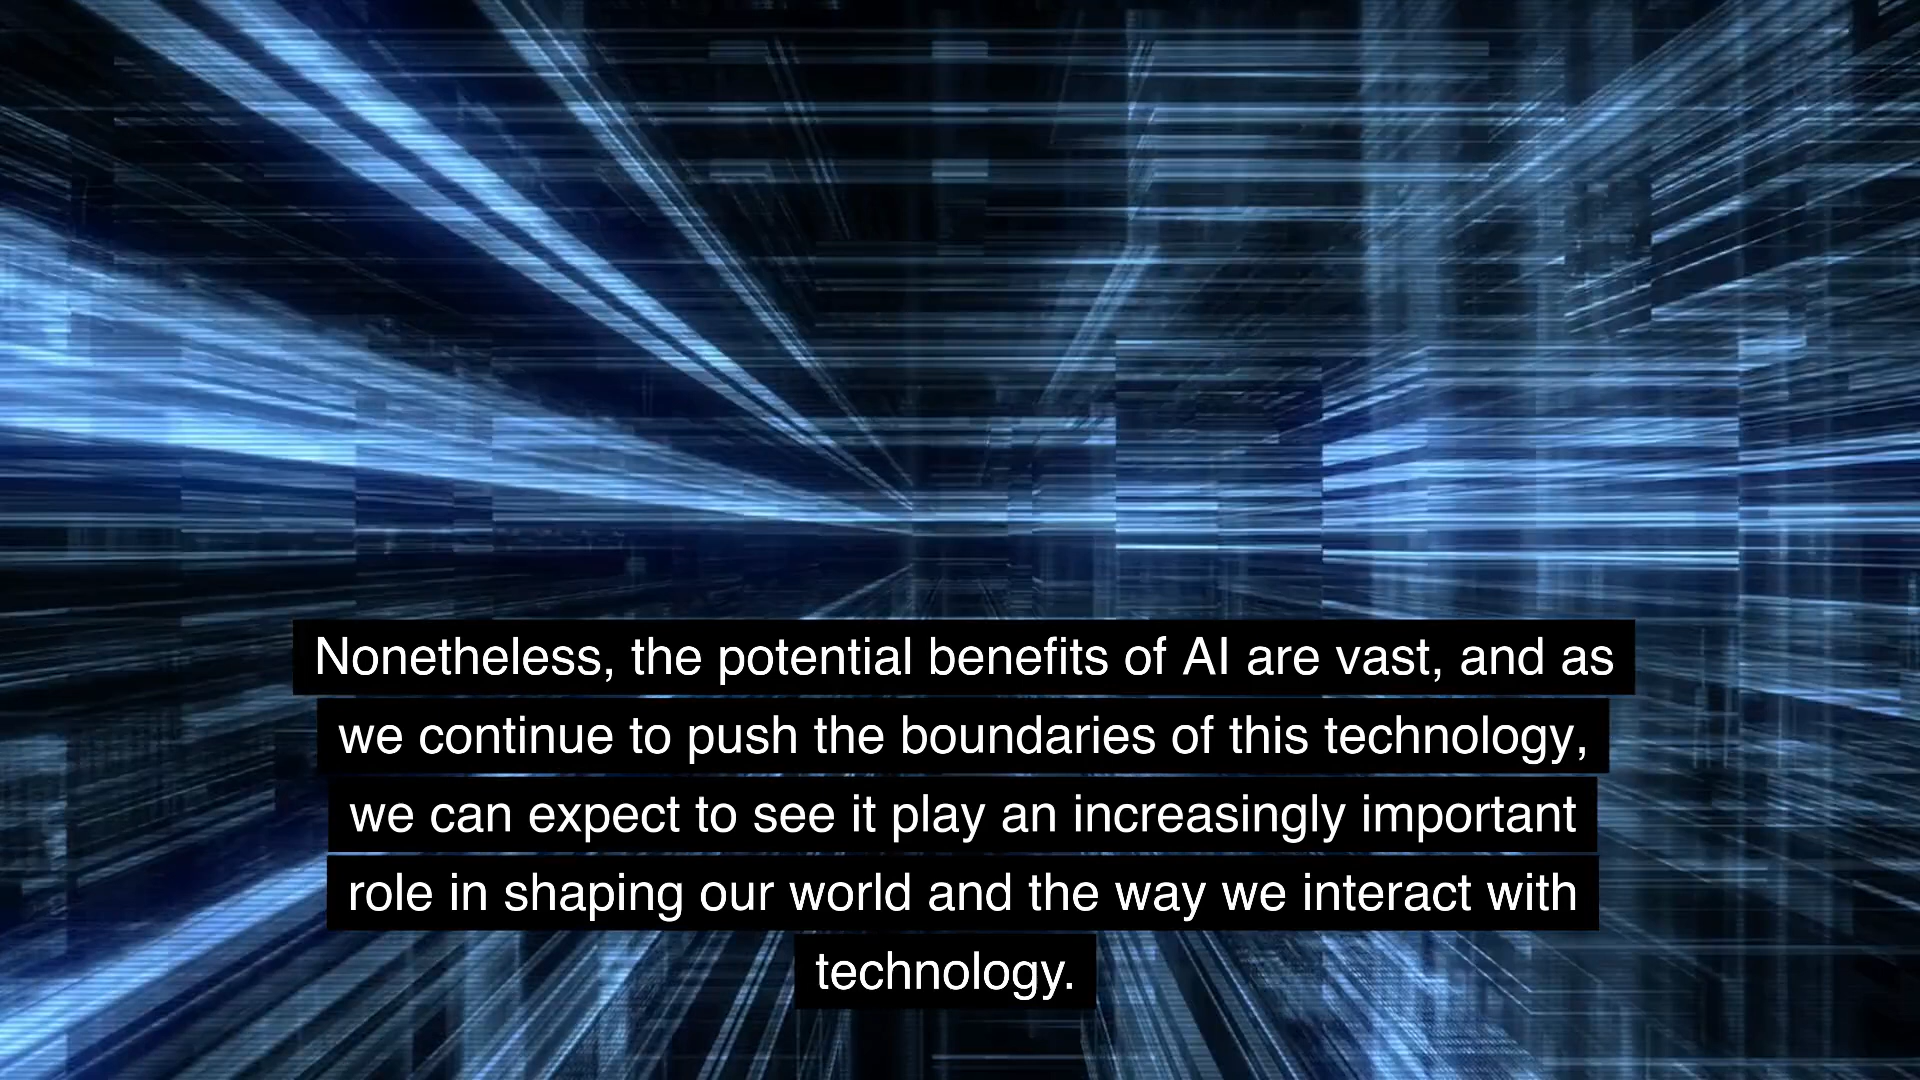 Nonetheless, the potential benefits of AI are vast, and as
we continue to push the boundaries of this technology,
we can expect to see it play an increasingly important
role in shaping our world and the way we interact with
technology.